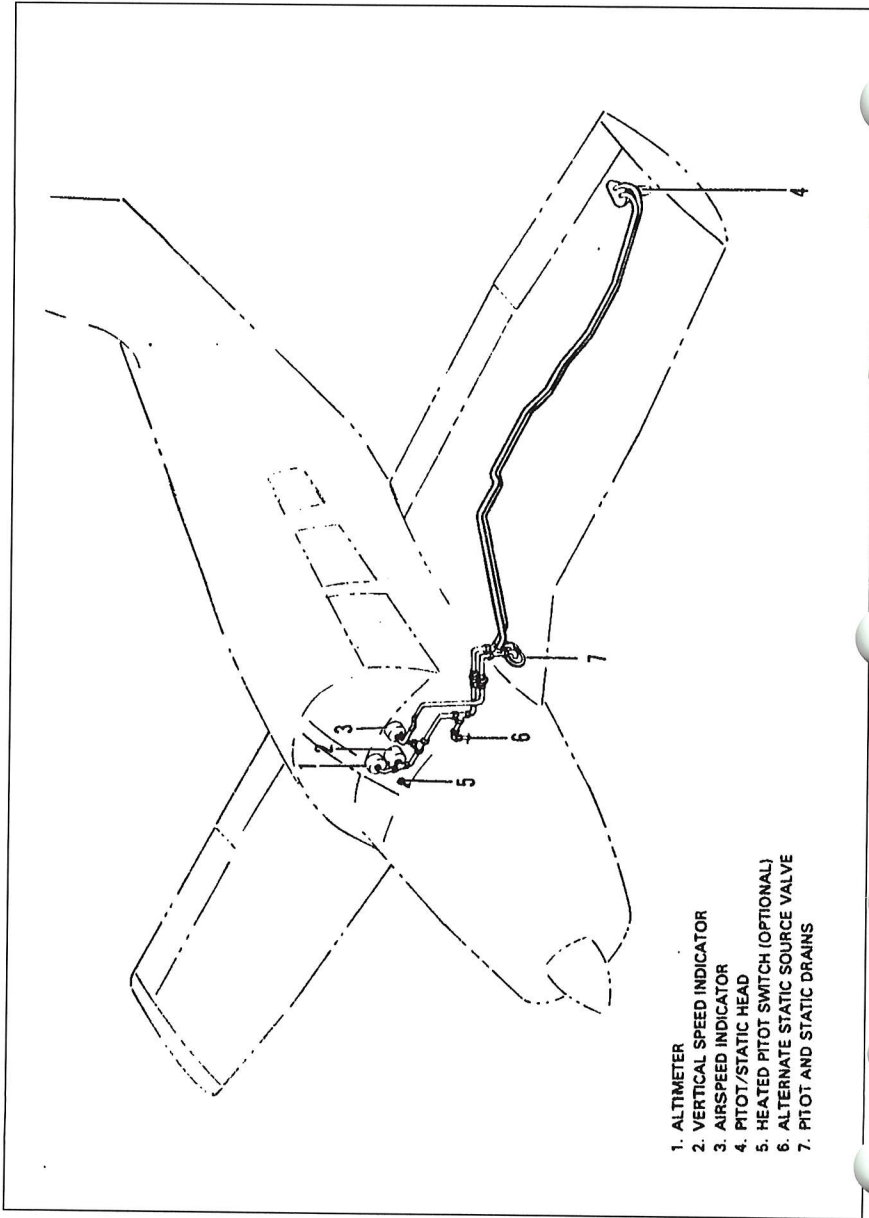 1. ALTIMETER
2. VERTICAL SPEED INDICATOR
3. AIRSPEED INDICATOR
4. PITOT/STATIC HEAD
5. HEATED PITOT SWITCH (OPTIONAL)
6. ALTERNATE STATIC SOURCE VALVE
7. PITOT AND STATIC DRAINS
5
2
3
6
7
4